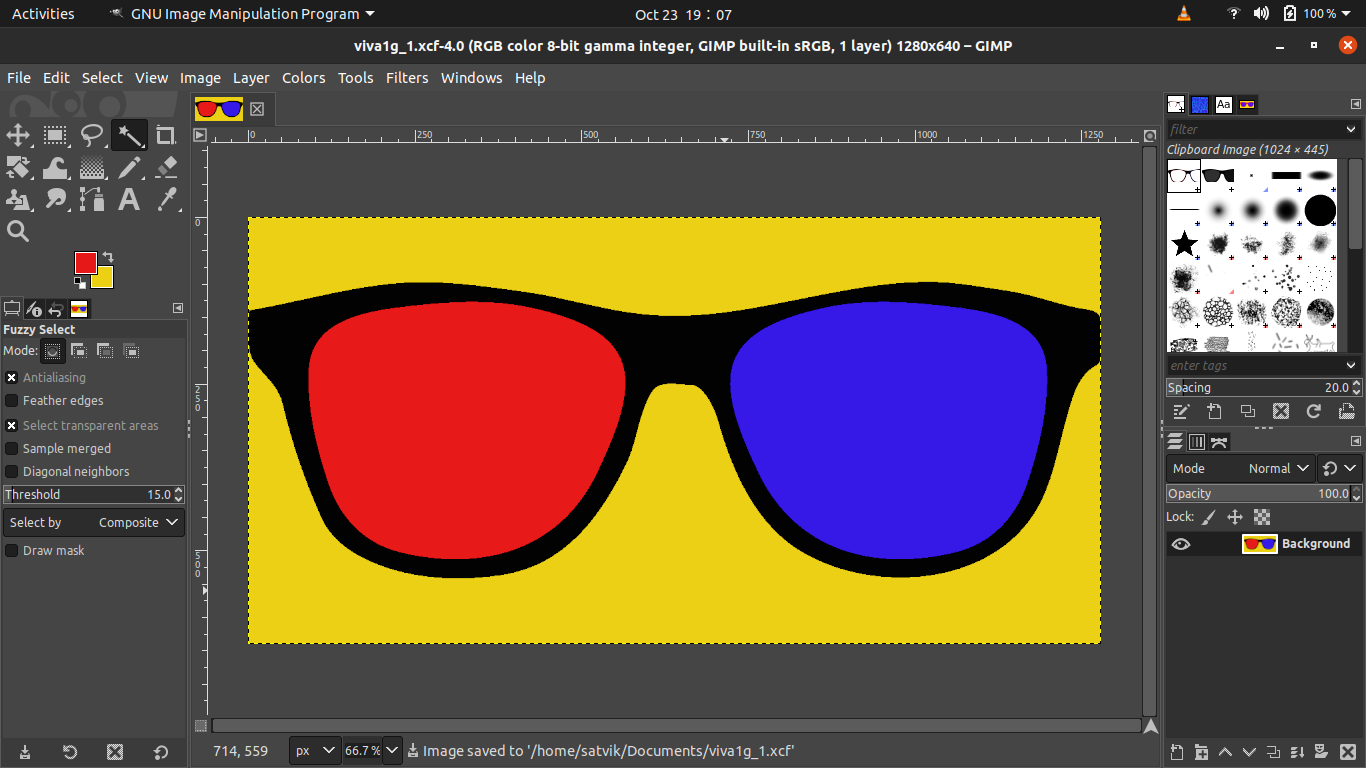 Activities GNU Image Manipulation Program Oct 23 19:07 100%
viva1g_1.xcf-4.0 (RGB color 8-bit gamma integer, GIMP built-in sRGB, 1 layer) 1280x640 – GIMP
File Edit Select View Image Layer Colors Tools Filters Windows Help
Aa
0 250 500 750 1000 1250
filter
Clipboard Image (1024 × 445)
0
250
500
Fuzzy Select
Mode:
Antialiasing
Feather edges
Select transparent areas
Sample merged
Diagonal neighbors
Threshold 15.0
Select by Composite
Draw mask
enter tags
Spacing 20.0
Mode Normal
Opacity 100.0
Lock:
Background
714, 559 px 66.7% Image saved to '/home/satvik/Documents/viva1g_1.xcf'